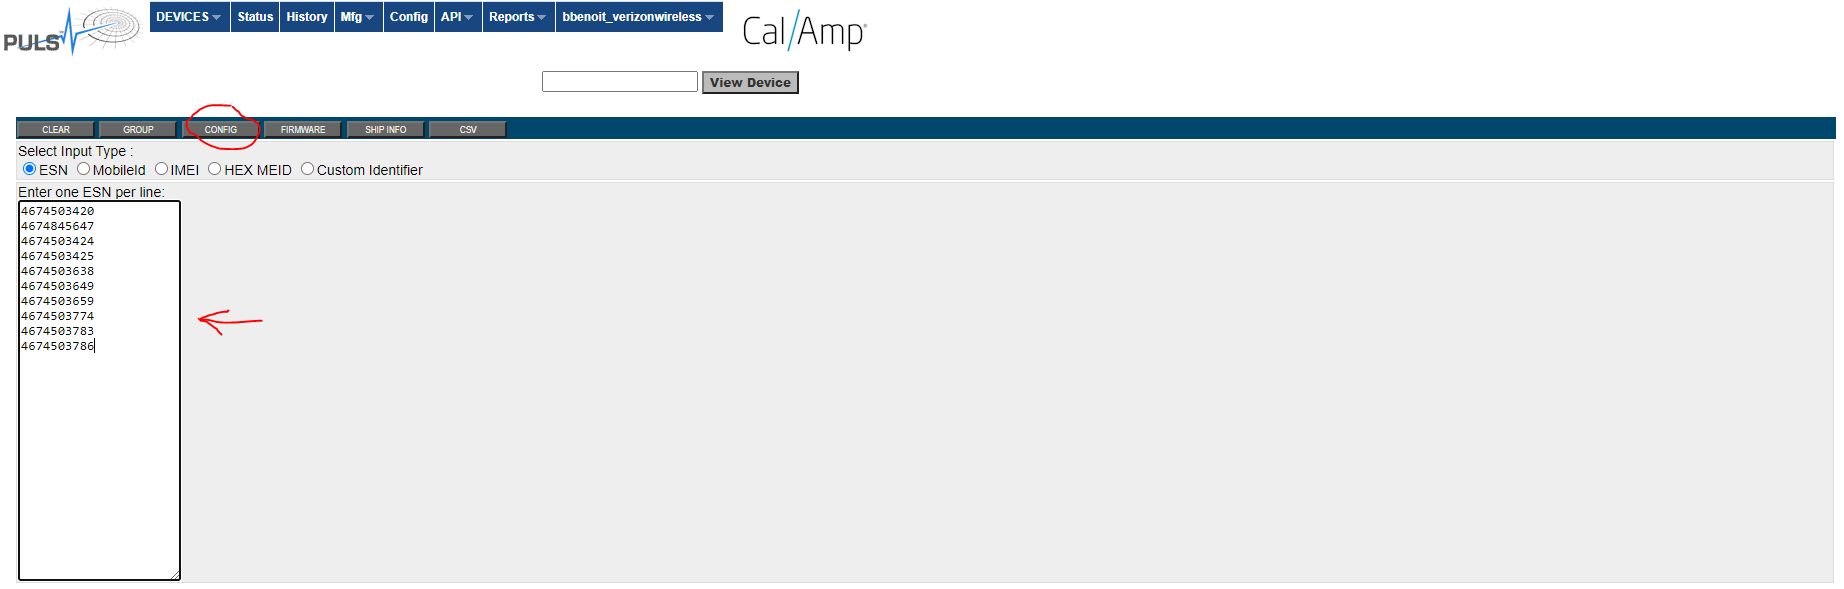 PULS
DEVICES Status History Mfg Config API Reports bbenoit_verizonwireless
Cal/Amp
View Device
CLEAR GROUP CONFIG FIRMWARE SHIP INFO CSV
Select Input Type :
ESN MobileId IMEI HEX MEID Custom Identifier
Enter one ESN per line:
4674503420
4674845647
4674503424
4674503425
4674503638
4674503649
4674503659
4674503774
4674503783
4674503786